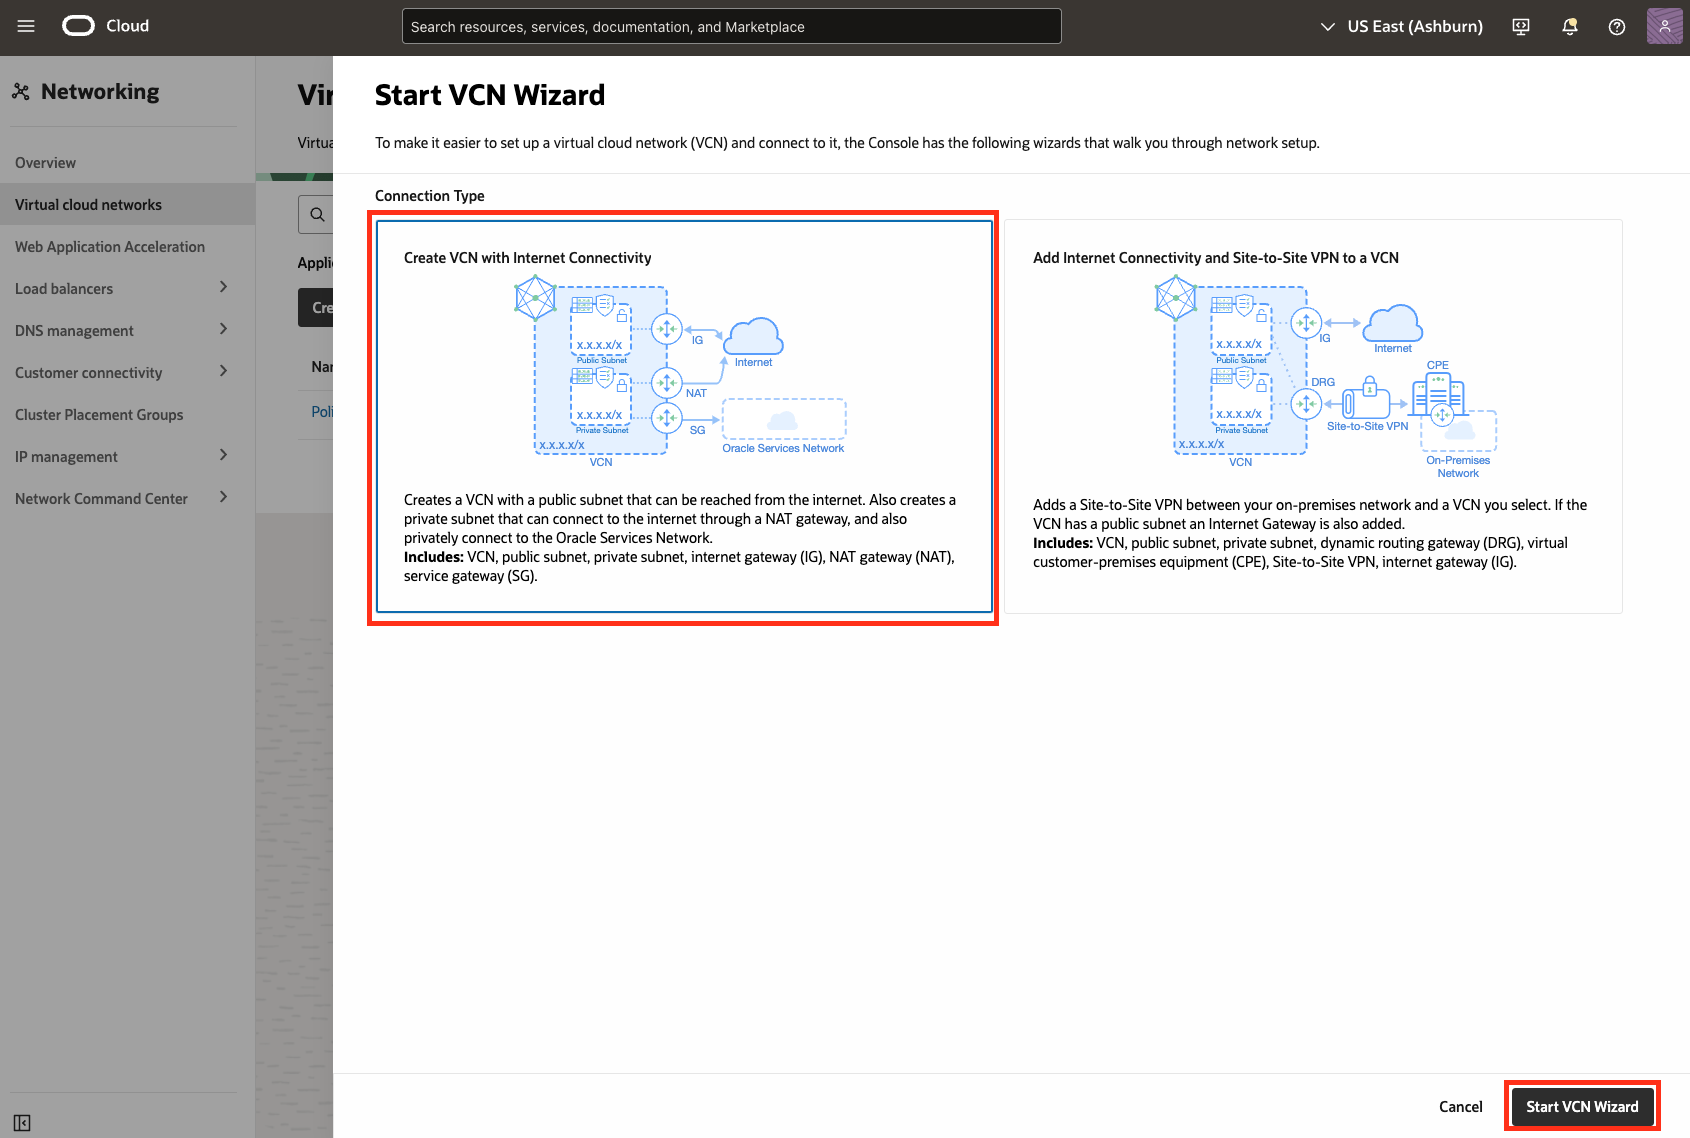 Cloud
Search resources, services, documentation, and Marketplace
US East (Ashburn)
Networking
Overview
Virtual cloud networks
Web Application Acceleration
Load balancers
DNS management
Customer connectivity
Cluster Placement Groups
IP management
Network Command Center
Vir
Virtua
Appli
Cre
Nar
Poli
Start VCN Wizard
To make it easier to set up a virtual cloud network (VCN) and connect to it, the Console has the following wizards that walk you through network setup.
Connection Type
Create VCN with Internet Connectivity
x.x.x.x/x
Public Subnet
IG
Internet
NAT
x.x.x.x/x
Private Subnet
SG
x.x.x.x/x
Oracle Services Network
VCN
Creates a VCN with a public subnet that can be reached from the internet. Also creates a
private subnet that can connect to the internet through a NAT gateway, and also
privately connect to the Oracle Services Network.
Includes: VCN, public subnet, private subnet, internet gateway (IG), NAT gateway (NAT),
service gateway (SG).
Add Internet Connectivity and Site-to-Site VPN to a VCN
x.x.x.x/x
Public Subnet
IG
Internet
CPE
DRG
x.x.x.x/x
Private Subnet
Site-to-Site VPN
x.x.x.x/x
VCN
On-Premises
Network
Adds a Site-to-Site VPN between your on-premises network and a VCN you select. If the
VCN has a public subnet an Internet Gateway is also added.
Includes: VCN, public subnet, private subnet, dynamic routing gateway (DRG), virtual
customer-premises equipment (CPE), Site-to-Site VPN, internet gateway (IG).
Cancel
Start VCN Wizard